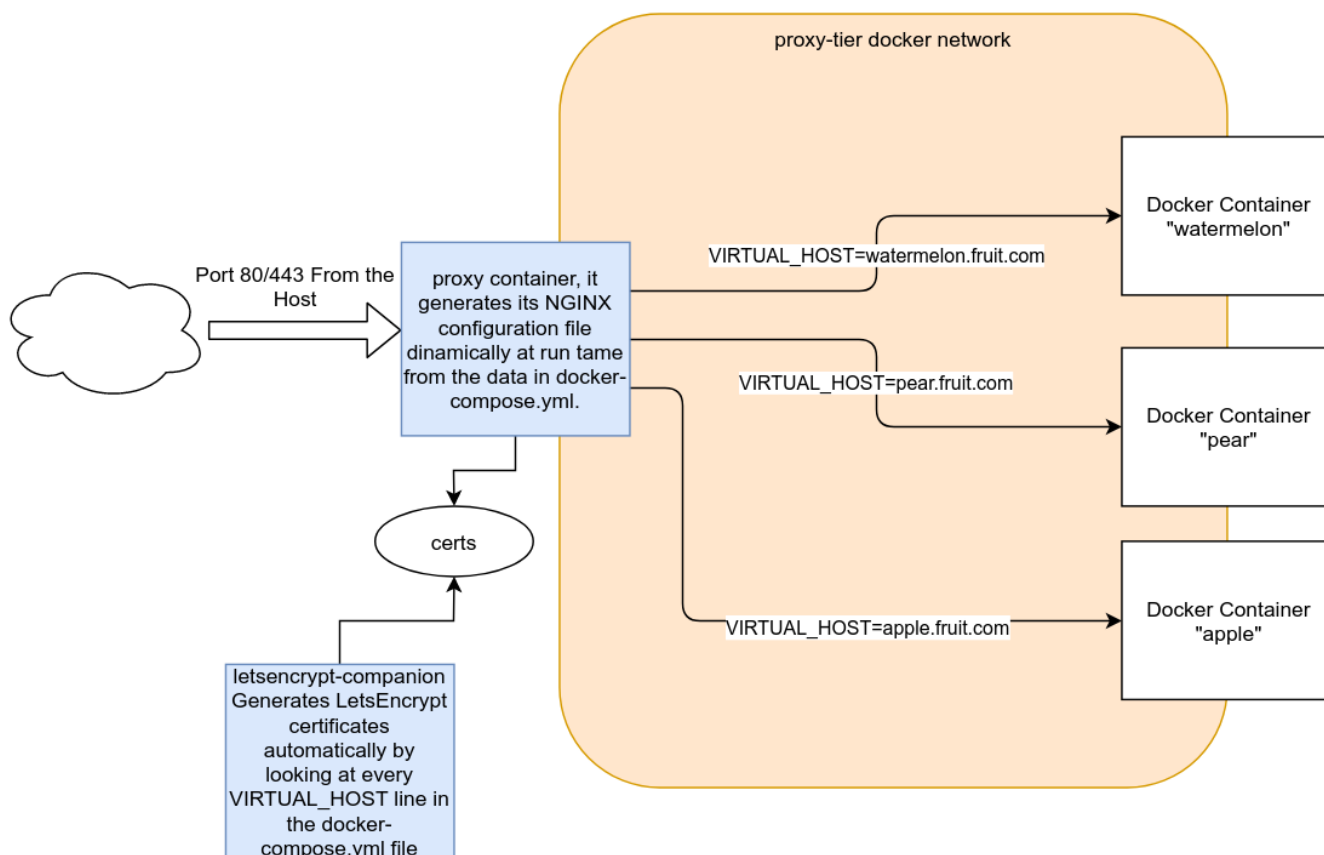 proxy-tier docker network
Docker Container
"watermelon"
VIRTUAL_HOST=watermelon.fruit.com
Port 80/443 From the
Host
proxy container, it
generates its NGINX
configuration file
dinamically at run tame
from the data in docker-
compose.yml.
VIRTUAL_HOST=pear.fruit.com
Docker Container
"pear"
certs
VIRTUAL_HOST=apple.fruit.com
Docker Container
"apple"
letsencrypt-companion
Generates LetsEncrypt
certificates
automatically by
looking at every
VIRTUAL_HOST line in
the docker-
compose.yml file